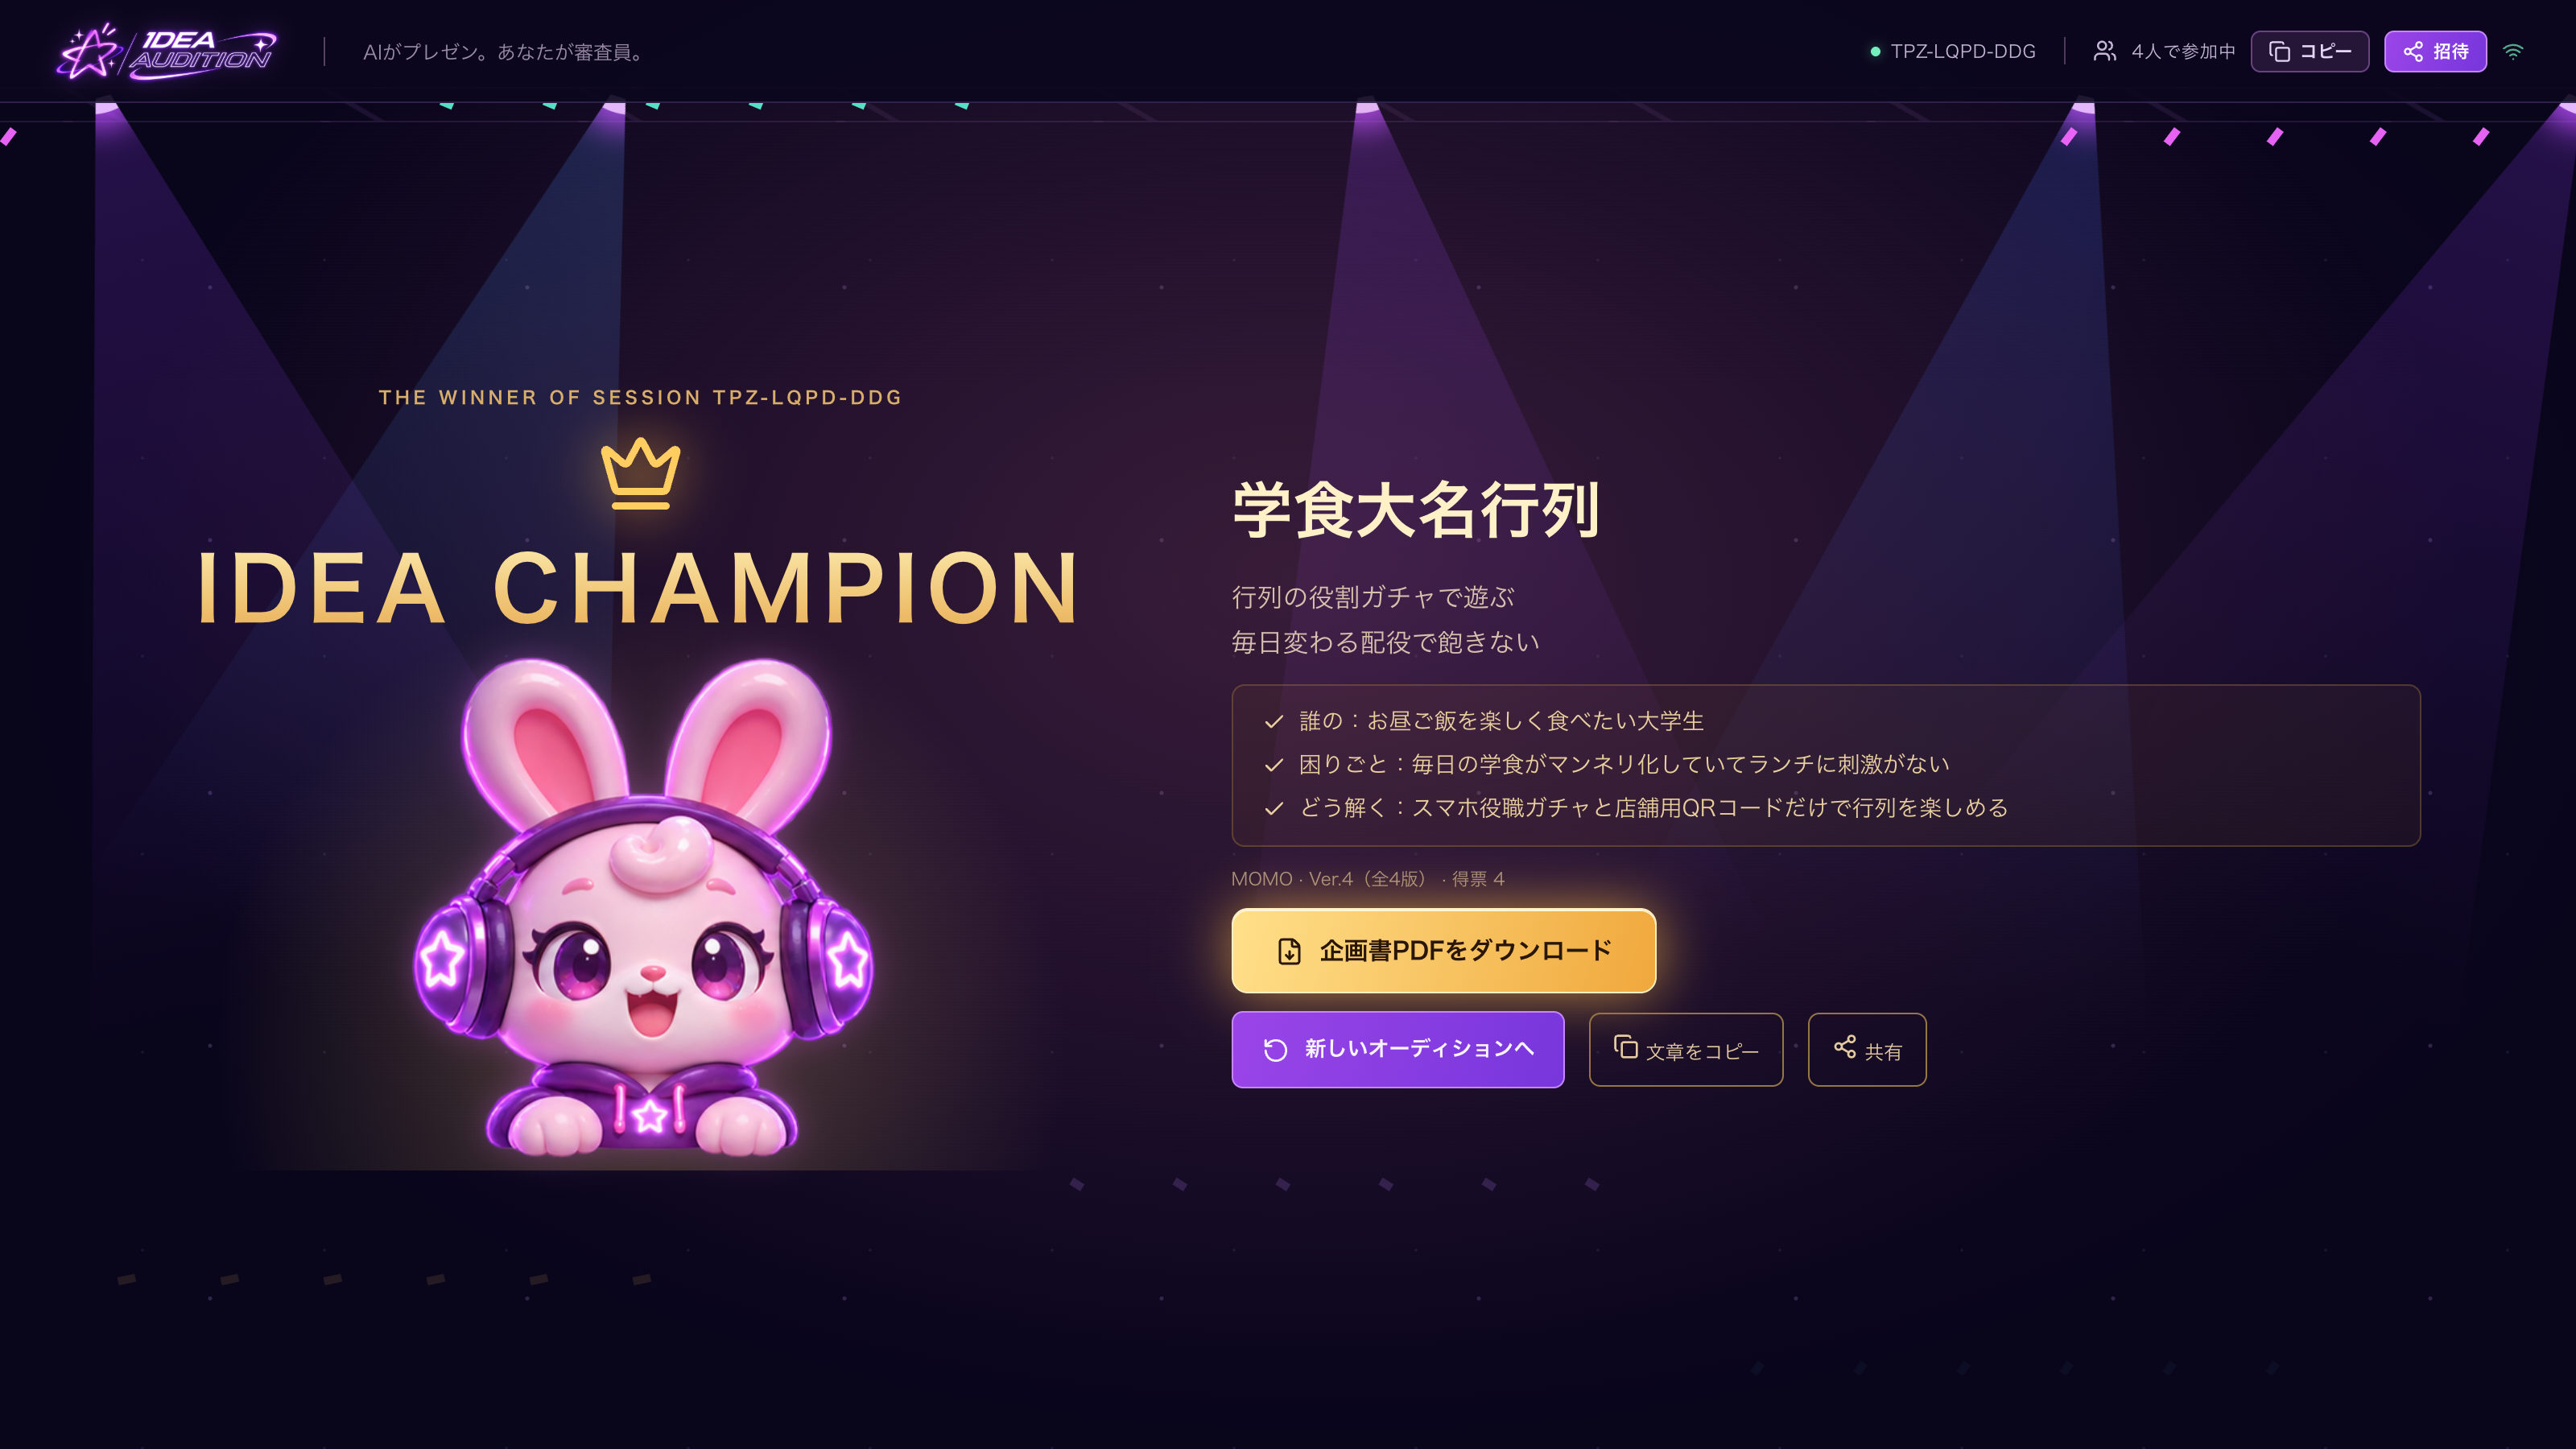 IDEA AUDITION
AIがプレゼン。あなたが審査員。
TPZ-LQPD-DDG
4人で参加中
コピー
招待
THE WINNER OF SESSION TPZ-LQPD-DDG
IDEA CHAMPION
学食大名行列
行列の役割ガチャで遊ぶ
毎日変わる配役で飽きない
誰の：お昼ご飯を楽しく食べたい大学生
困りごと：毎日の学食がマンネリ化していてランチに刺激がない
どう解く：スマホ役職ガチャと店舗用QRコードだけで行列を楽しめる
MOMO · Ver.4（全4版） · 得票 4
企画書PDFをダウンロード
新しいオーディションへ
文章をコピー
共有